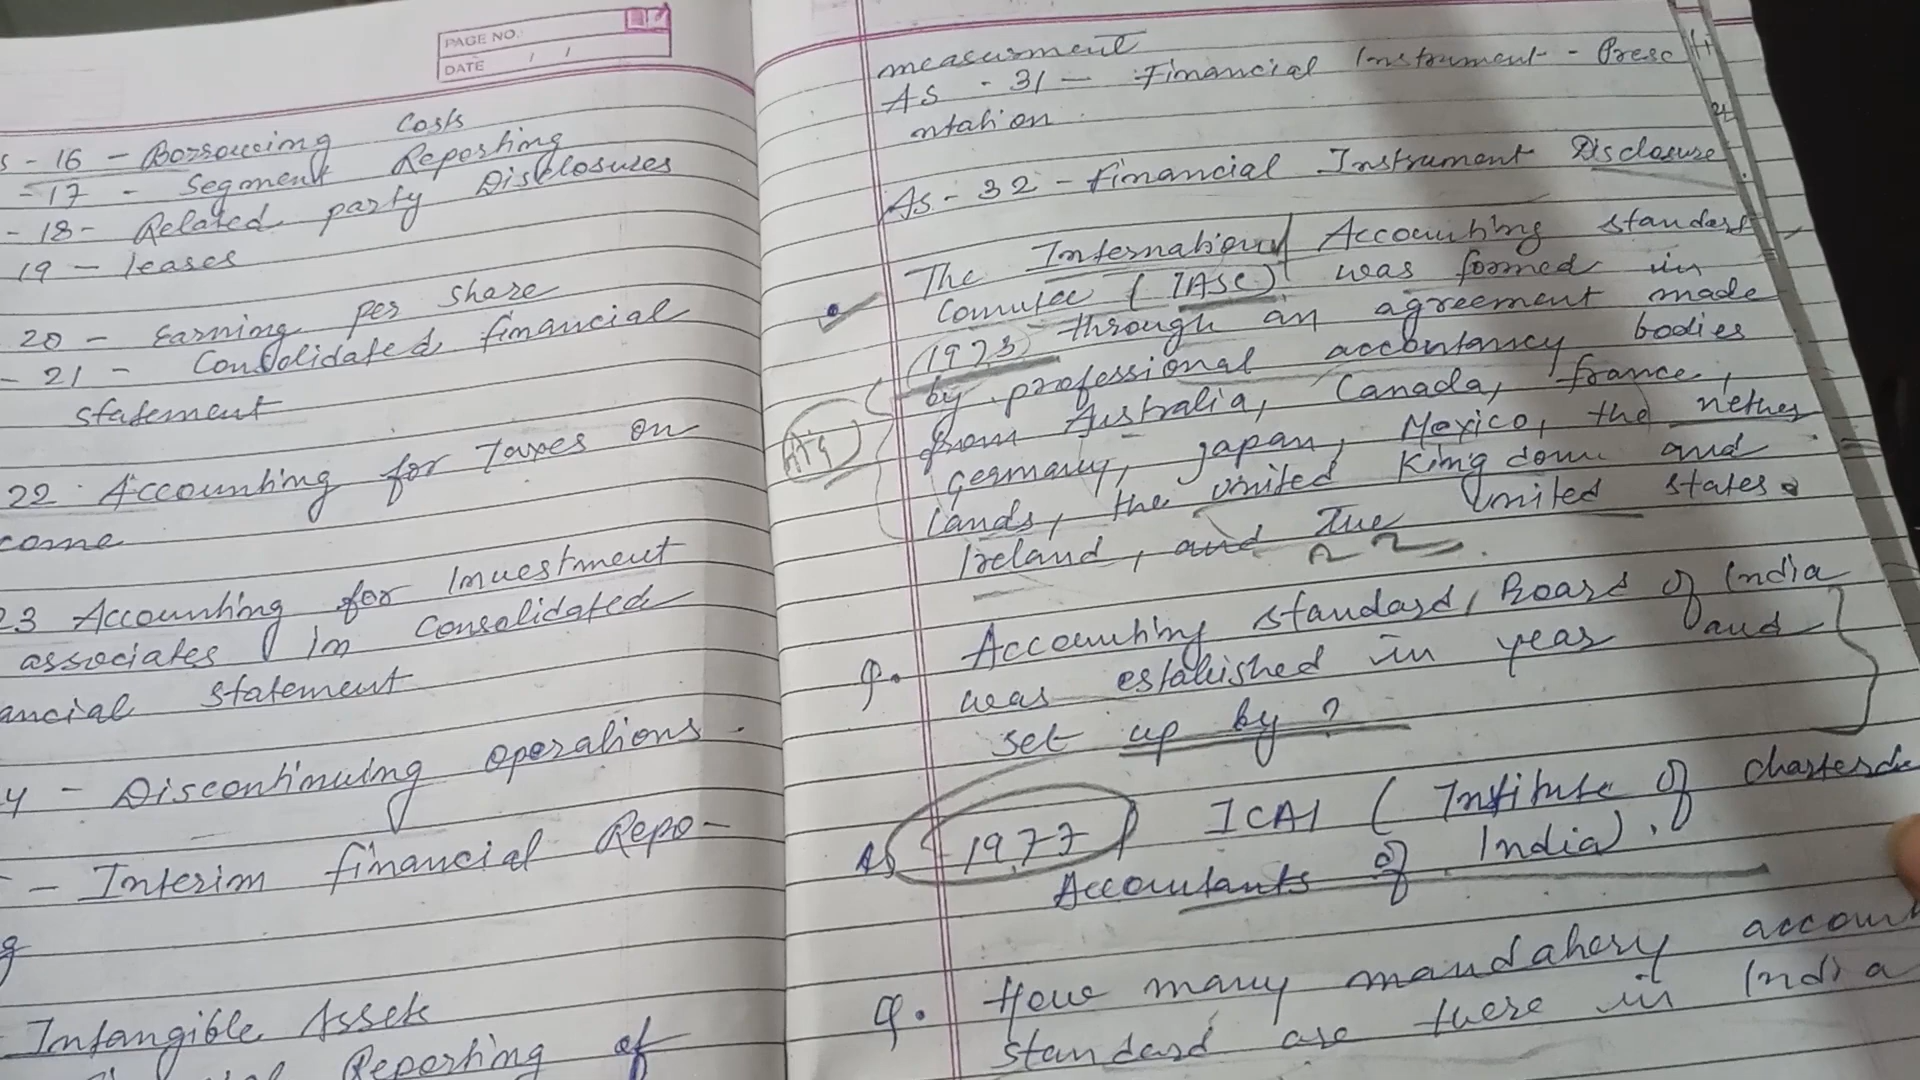 PAGE NO.
DATE / /
- 16 - Borrowing Costs
- 17 - Segment Reporting
- 18 - Related party Disclosures
19 - leases
20 - Earning per share
- 21 - Consolidated financial
statement
22 Accounting for Taxes on
come
23 Accounting for Investment
associates in Consolidated
ancial statement
4 - Discontinuing operations.
- Interim financial Repo-
g
Intangible Assets
Reporting of
measurment
AS - 31 - Financial Instrument - Prese
ntation
As - 32 - financial Instrument Disclosure
The International Accounting standard
Comutee (IASC) was formed in
1973 through an agreement made
by professional accontancy bodies
from Australia, Canada, france,
Germany, japan, Mexico, the nether
lands, the united Kingdom and
Ireland, and The United states
Q. Accounting standard, Board of India
was estalished in year and
set up by ?
As 1977 ICAI (Institute of charterde
Accountants of India).
Q. How many mandatory accoun
standard are there in India